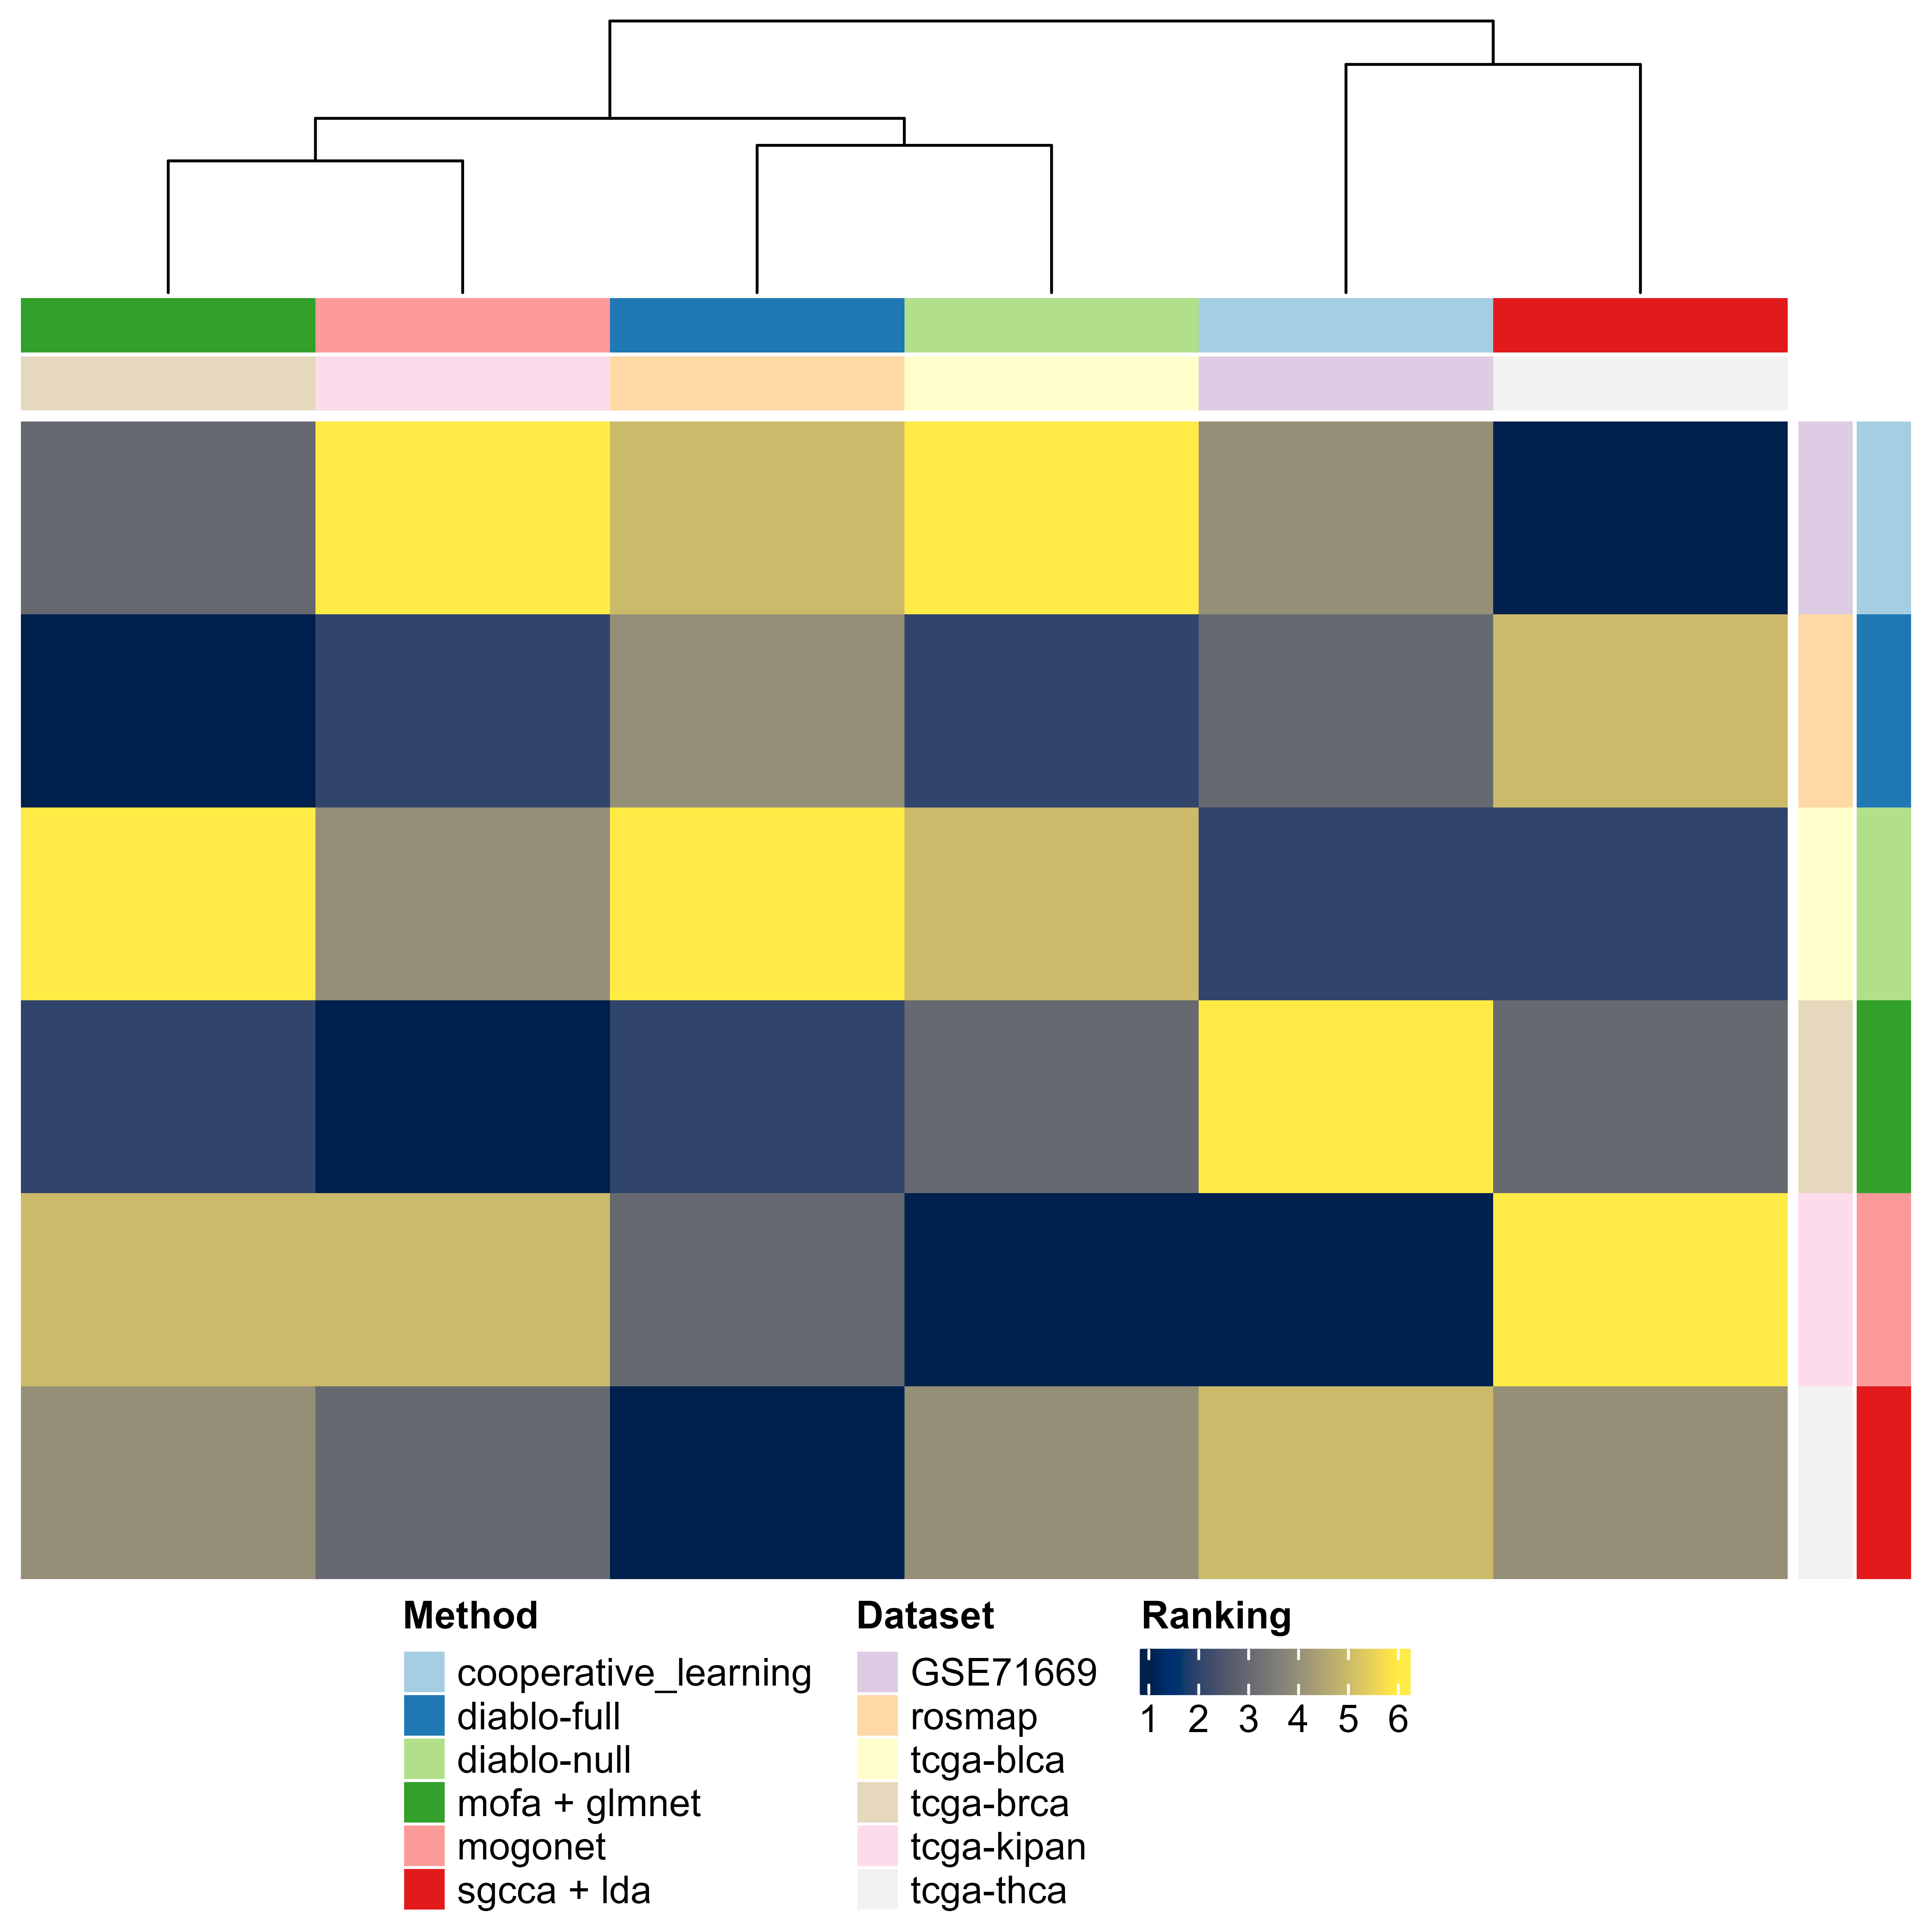 Method
cooperative_learning
diablo-full
diablo-null
mofa + glmnet
mogonet
sgcca + lda
Dataset
GSE71669
rosmap
tcga-blca
tcga-brca
tcga-kipan
tcga-thca
Ranking
1 2 3 4 5 6